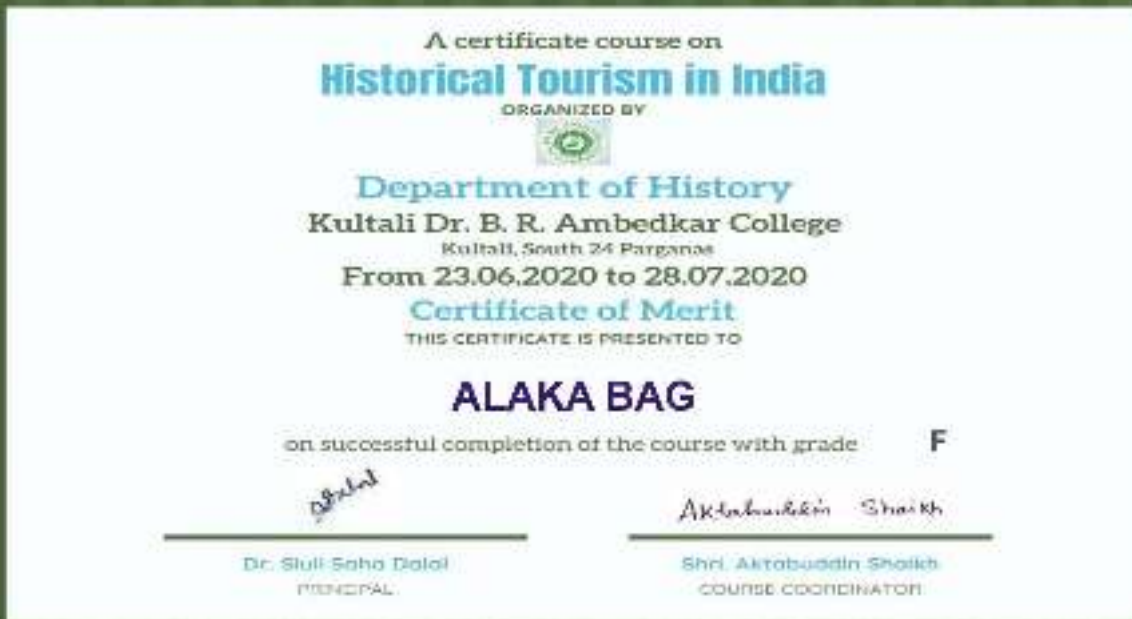 A certificate course on
Historical Tourism in India
ORGANIZED BY
Department of History
Kultali Dr. B. R. Ambedkar College
Kultali, South 24 Parganas
From 23.06.2020 to 28.07.2020
Certificate of Merit
THIS CERTIFICATE IS PRESENTED TO
ALAKA BAG
on successful completion of the course with grade F
Aktabuddin Shaikh
Dr. Siuli Saha Dalal Shri. Aktabuddin Shaikh
PRINCIPAL COURSE COORDINATOR